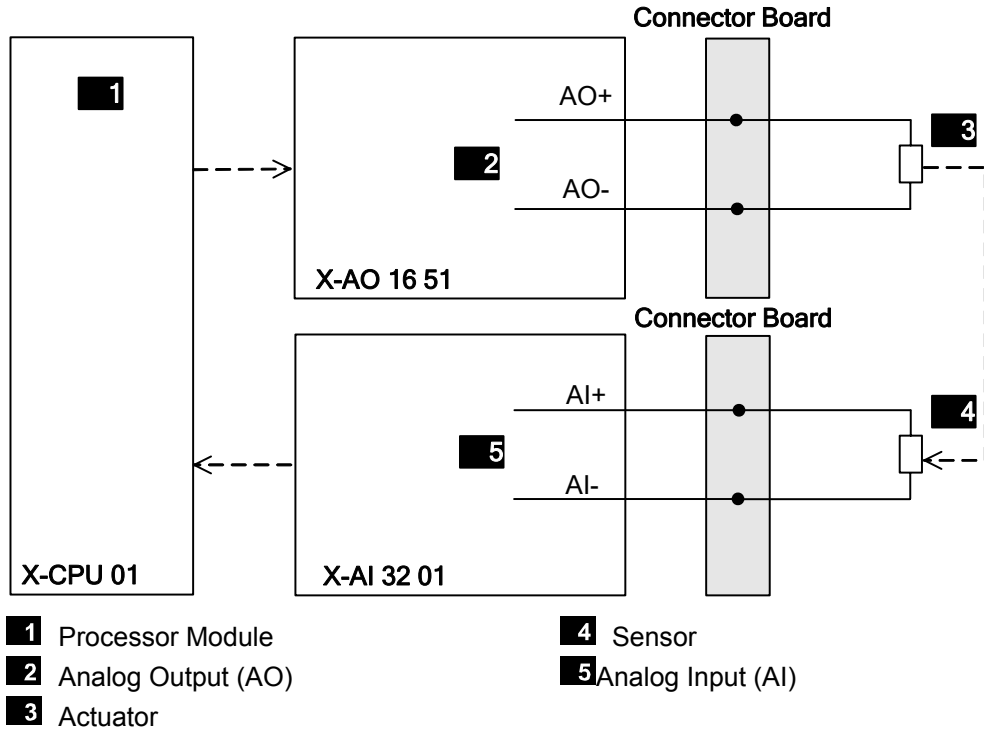 Connector Board
1
AO+
3
2
AO-
X-AO 16 51
Connector Board
AI+
4
5
AI-
X-CPU 01
X-AI 32 01
1 Processor Module
4 Sensor
2 Analog Output (AO)
5 Analog Input (AI)
3 Actuator